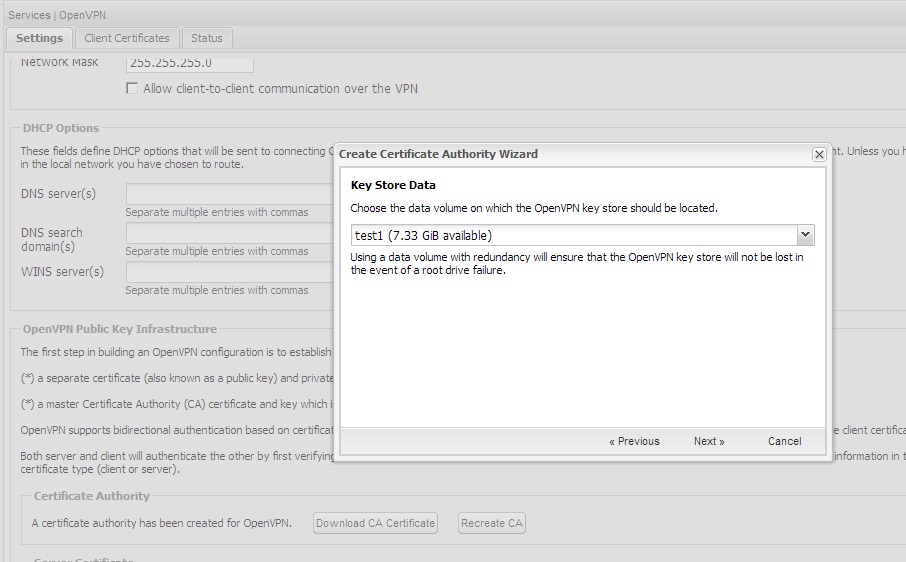 Services | OpenVPN
Settings
Client Certificates
Status
Network Mask
255.255.255.0
Allow client-to-client communication over the VPN
DHCP Options
These fields define DHCP options that will be sent to connecting
nt. Unless you h
in the local network you have chosen to route.
DNS server(s)
Separate multiple entries with commas
DNS search
domain(s)
Separate multiple entries with commas
WINS server(s)
Separate multiple entries with commas
Create Certificate Authority Wizard
Key Store Data
Choose the data volume on which the OpenVPN key store should be located.
test1 (7.33 GiB available)
Using a data volume with redundancy will ensure that the OpenVPN key store will not be lost in
the event of a root drive failure.
« Previous
Next »
Cancel
OpenVPN Public Key Infrastructure
The first step in building an OpenVPN configuration is to establish
(*) a separate certificate (also known as a public key) and private
(*) a master Certificate Authority (CA) certificate and key which i
OpenVPN supports bidirectional authentication based on certificat
e client certifica
Both server and client will authenticate the other by first verifying
information in t
certificate type (client or server).
Certificate Authority
A certificate authority has been created for OpenVPN.
Download CA Certificate
Recreate CA
Server Certificate